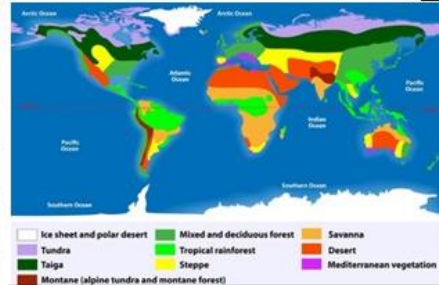 Arctic Ocean
Arctic Ocean
Atlantic
Ocean
Pacific
Ocean
Pacific
Ocean
Indian
Ocean
Southern Ocean
Southern Ocean
Ice sheet and polar desert
Mixed and deciduous forest
Savanna
Tundra
Tropical rainforest
Desert
Taiga
Steppe
Mediterranean vegetation
Montane (alpine tundra and montane forest)